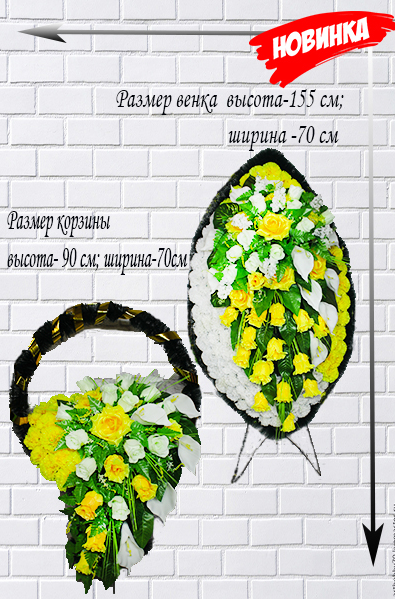 НОВИНКА
Размер венка высота-155 см;
ширина -70 см
Размер корзины
высота- 90 см; ширина-70см